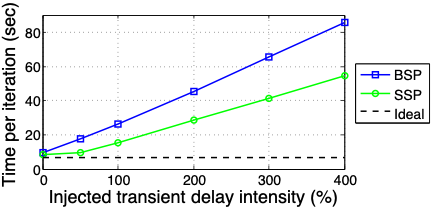 Time per iteration (sec)
80
60
40
20
0
0 100 200 300 400
Injected transient delay intensity (%)
BSP
SSP
Ideal